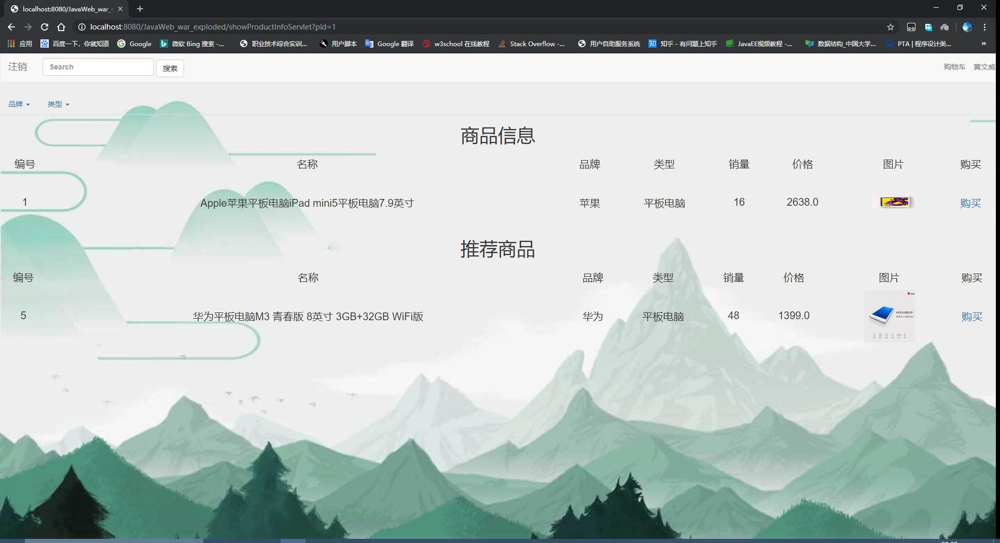 localhost:8080/JavaWeb_war_e
localhost:8080/JavaWeb_war_exploded/showProductInfoServlet?pid=1
应用 百度一下，你就知道 Google 微软 Bing 搜索 -... 职业技术综合实训... 用户脚本 Google 翻译 w3school 在线教程 Stack Overflow -... 用户自助服务系统 知乎 - 有问题上知乎 JavaEE视频教程 -... 数据结构_中国大学... PTA | 程序设计类... »
注销 Search 搜索 购物车 黄文威
品牌 类型
商品信息
编号 名称 品牌 类型 销量 价格 图片 购买
1 Apple苹果平板电脑iPad mini5平板电脑7.9英寸 苹果 平板电脑 16 2638.0 购买
推荐商品
编号 名称 品牌 类型 销量 价格 图片 购买
5 华为平板电脑M3 青春版 8英寸 3GB+32GB WiFi版 华为 平板电脑 48 1399.0 购买